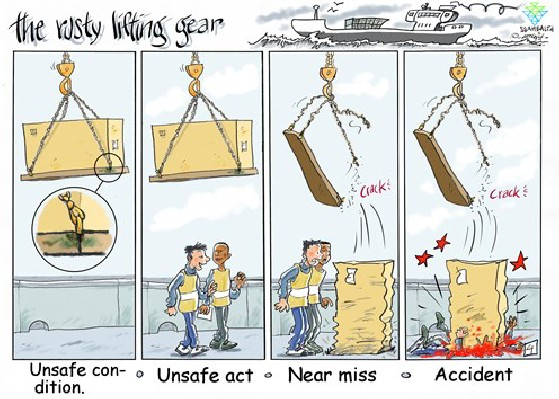 the rusty lifting gear
Crack
Crack
Unsafe con-
dition.
Unsafe act
Near miss
Accident